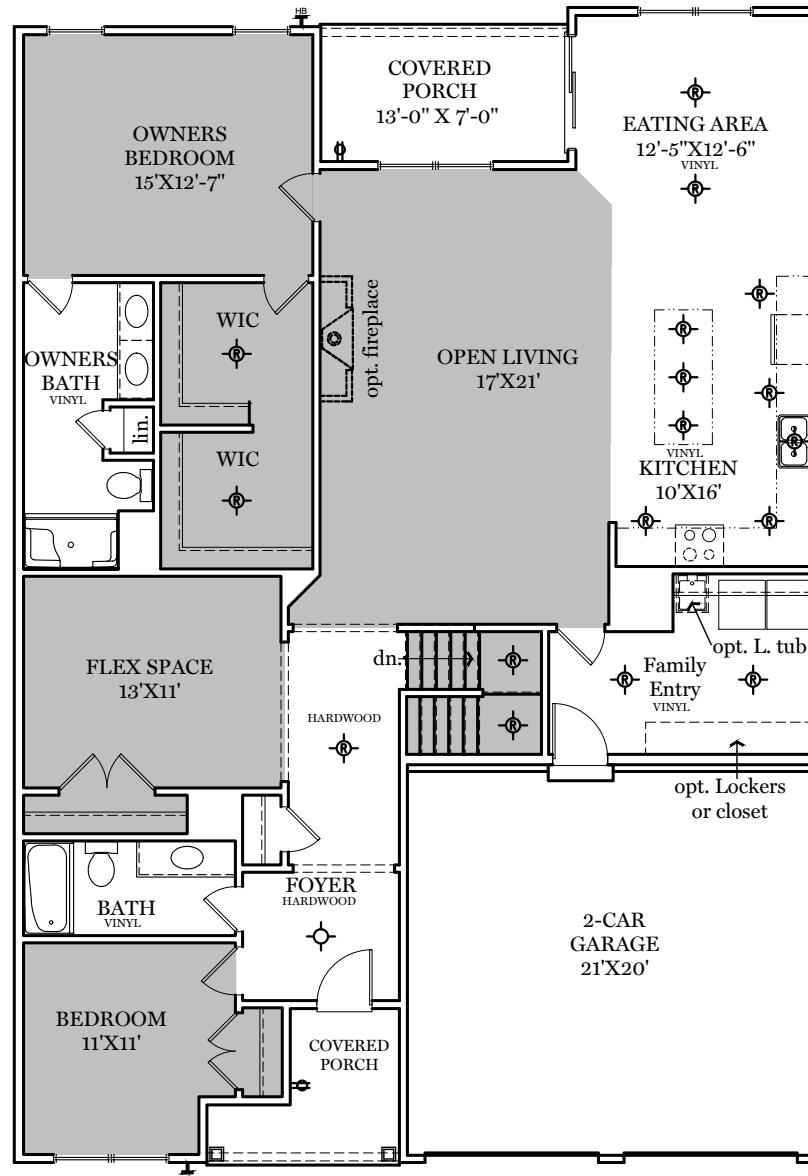 HB
COVERED
PORCH
13'-0" X 7'-0"
OWNERS
BEDROOM
15'X12'-7"
EATING AREA
12'-5"X12'-6"
VINYL
R
R
R
WIC
R
opt. fireplace
OPEN LIVING
17'X21'
R
R
R
R
R
OWNERS
BATH
VINYL
lin.
WIC
R
VINYL
KITCHEN
10'X16'
R
R
FLEX SPACE
13'X11'
dn.
R
R
HARDWOOD
R
opt. L. tub
Family
Entry
VINYL
R
R
opt. Lockers
or closet
BATH
VINYL
FOYER
HARDWOOD
2-CAR
GARAGE
21'X20'
BEDROOM
11'X11'
COVERED
PORCH